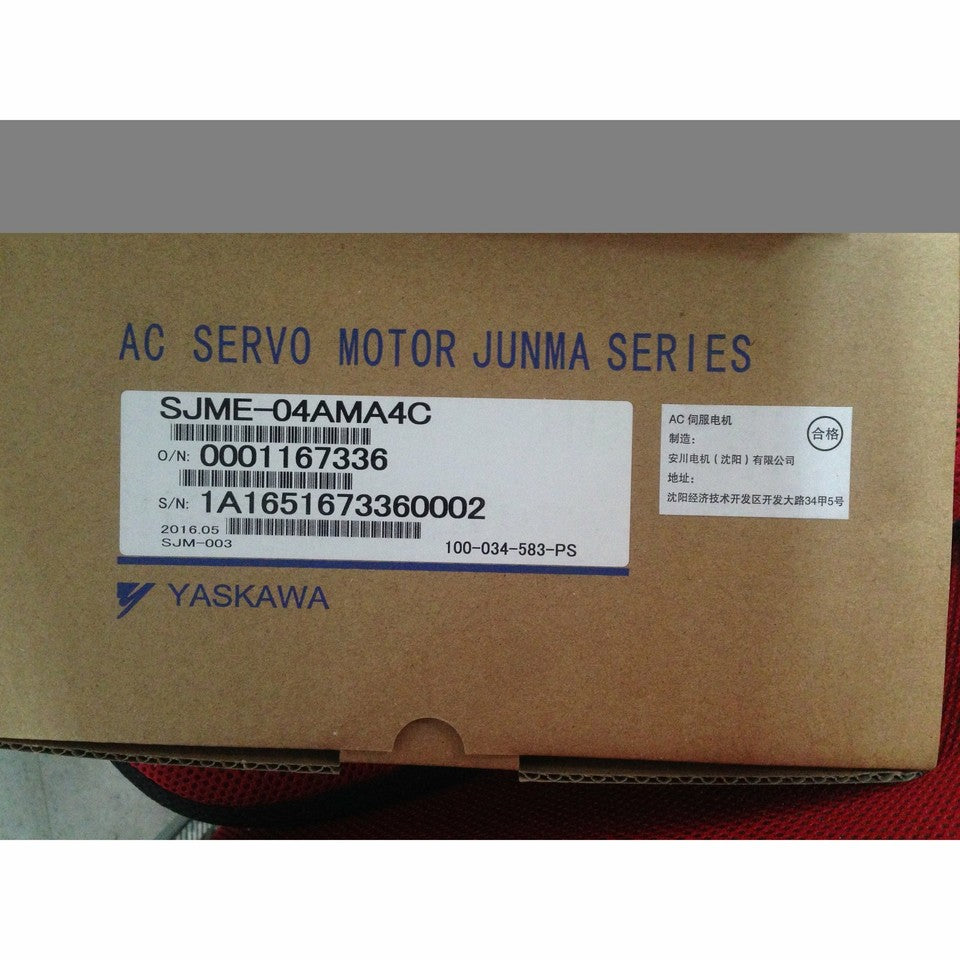 AC SERVO MOTOR JUNMA SERIES
SJME-04AMA4C
O/N: 0001167336
S/N: 1A1651673360002
2016.05
SJM-003
100-034-583-PS
YASKAWA
AC 伺服电机
合格
制造：
安川电机（沈阳）有限公司
地址：
沈阳经济技术开发区开发大路34甲5号